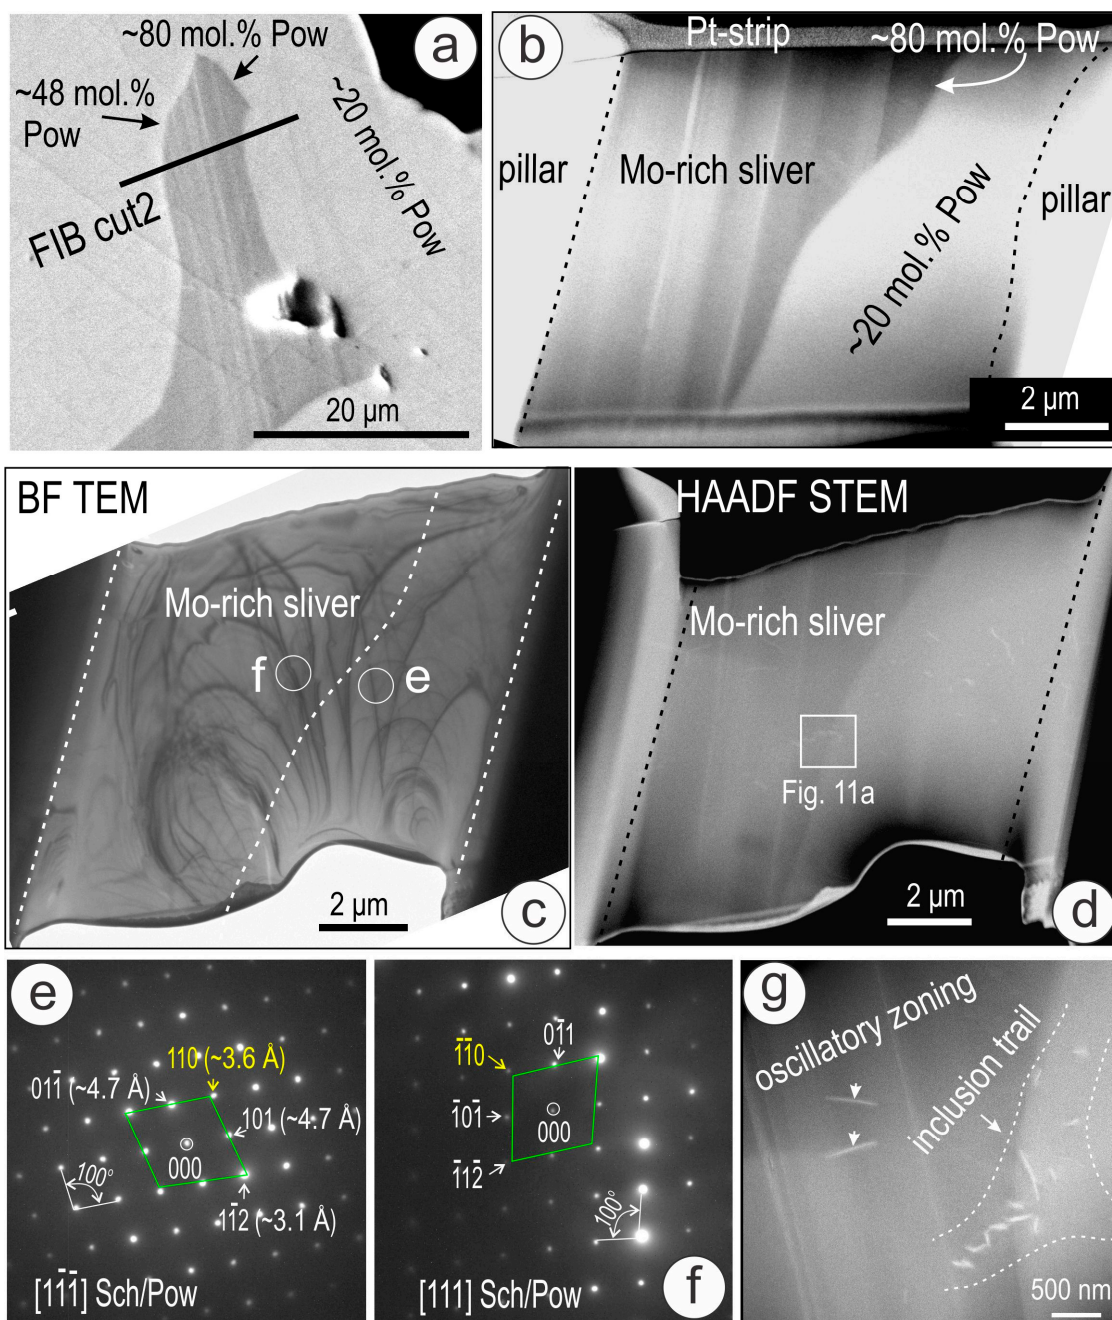 a
~80 mol.% Pow
~48 mol.%
Pow
~20 mol.% Pow
FIB cut2
20 µm
b
Pt-strip
~80 mol.% Pow
pillar
Mo-rich sliver
pillar
~20 mol.% Pow
2 µm
BF TEM
Mo-rich sliver
f
e
2 µm
c
HAADF STEM
Mo-rich sliver
Fig. 11a
2 µm
d
e
110 (~3.6 Å)
011̄ (~4.7 Å)
101 (~4.7 Å)
000
100°
11̄2 (~3.1 Å)
[11̄1̄] Sch/Pow
01̄1
1̄1̄0
1̄01̄
000
1̄12̄
100°
[111] Sch/Pow
f
g
oscillatory zoning
inclusion trail
500 nm